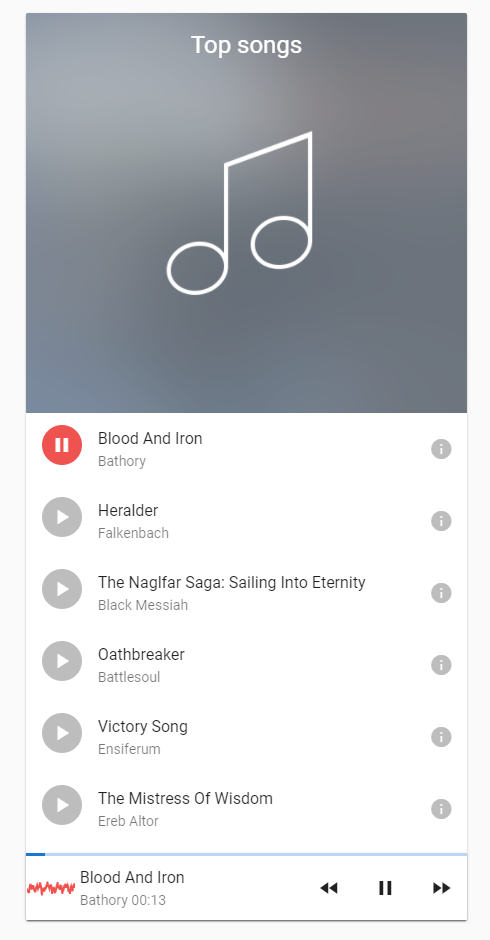 Top songs
Blood And Iron
Bathory
Heralder
Falkenbach
The Naglfar Saga: Sailing Into Eternity
Black Messiah
Oathbreaker
Battlesoul
Victory Song
Ensiferum
The Mistress Of Wisdom
Ereb Altor
Blood And Iron
Bathory 00:13